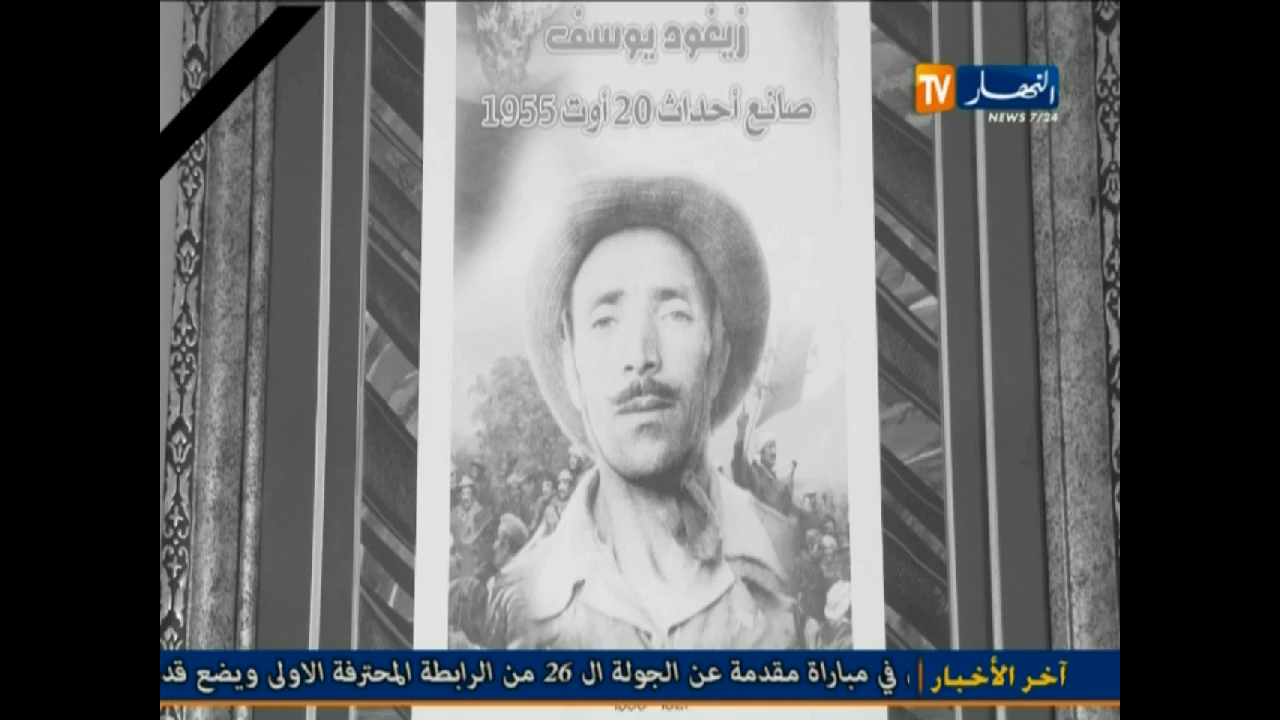 زيغود يوسف
صانع أحداث 20 أوت 1955
TV النهار
NEWS 7/24
آخر الأخبار
في مباراة مقدمة عن الجولة ال 26 من الرابطة المحترفة الاولى ويضع